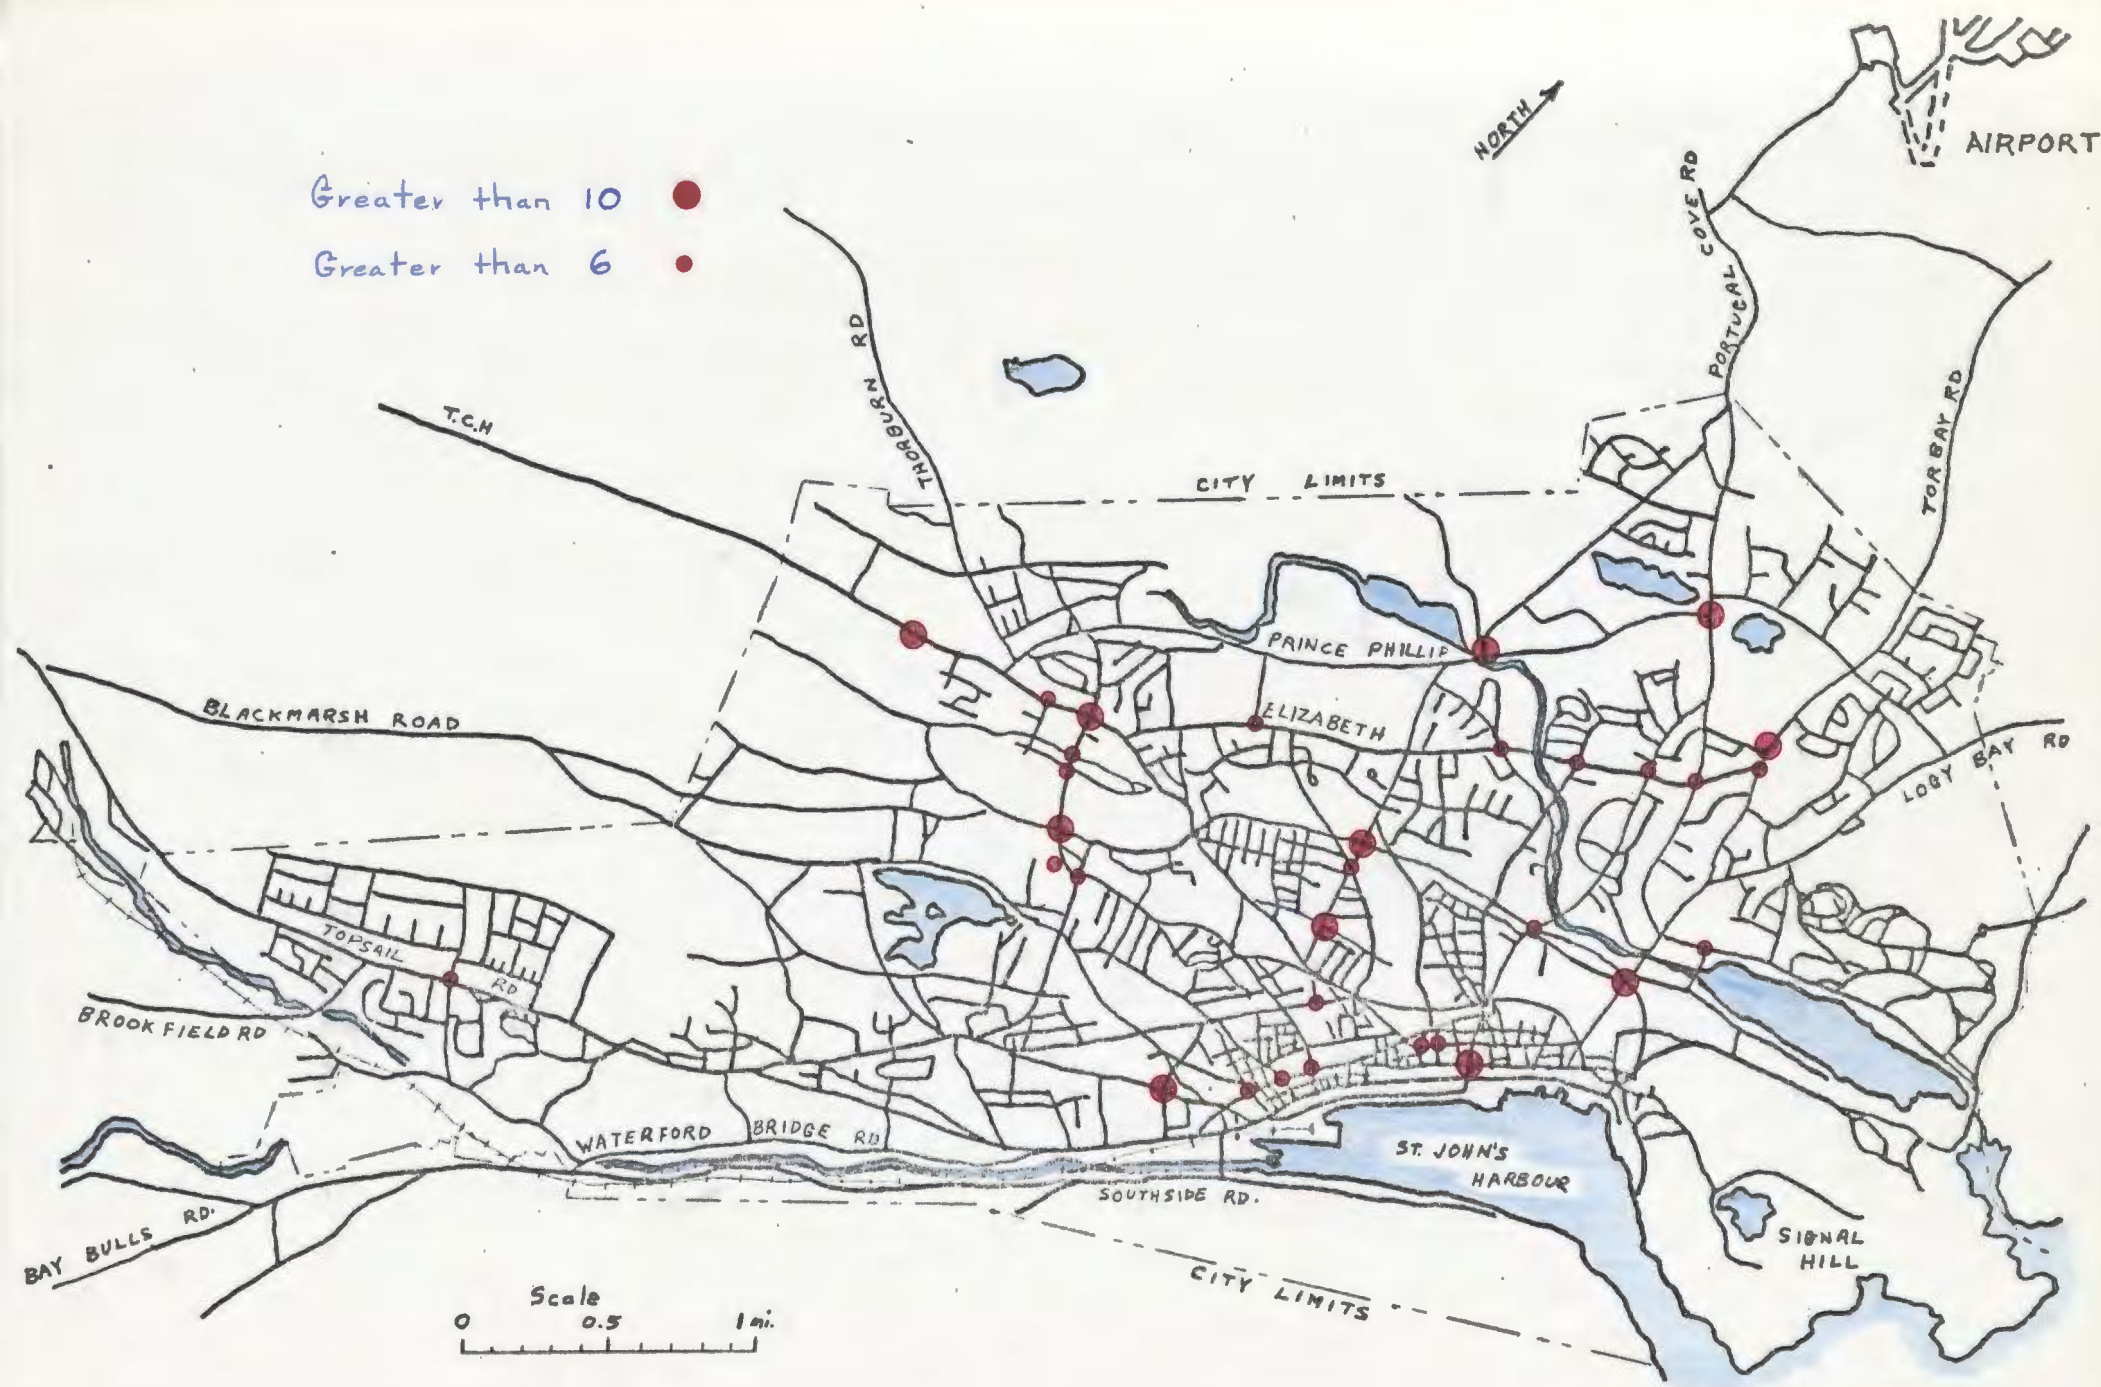 NORTH
AIRPORT
Greater than 10
Greater than 6
PORTUGAL COVE RD
THORBURN RD
T.C.H
TORBAY RD
CITY LIMITS
PRINCE PHILLIP
ELIZABETH
BLACKMARSH ROAD
LOGY BAY RD
TOPSAIL RD
BROOKFIELD RD
WATERFORD BRIDGE RD
ST. JOHN'S
HARBOUR
SOUTHSIDE RD.
BAY BULLS RD.
SIGNAL
HILL
CITY LIMITS
Scale
0 0.5 1 mi.